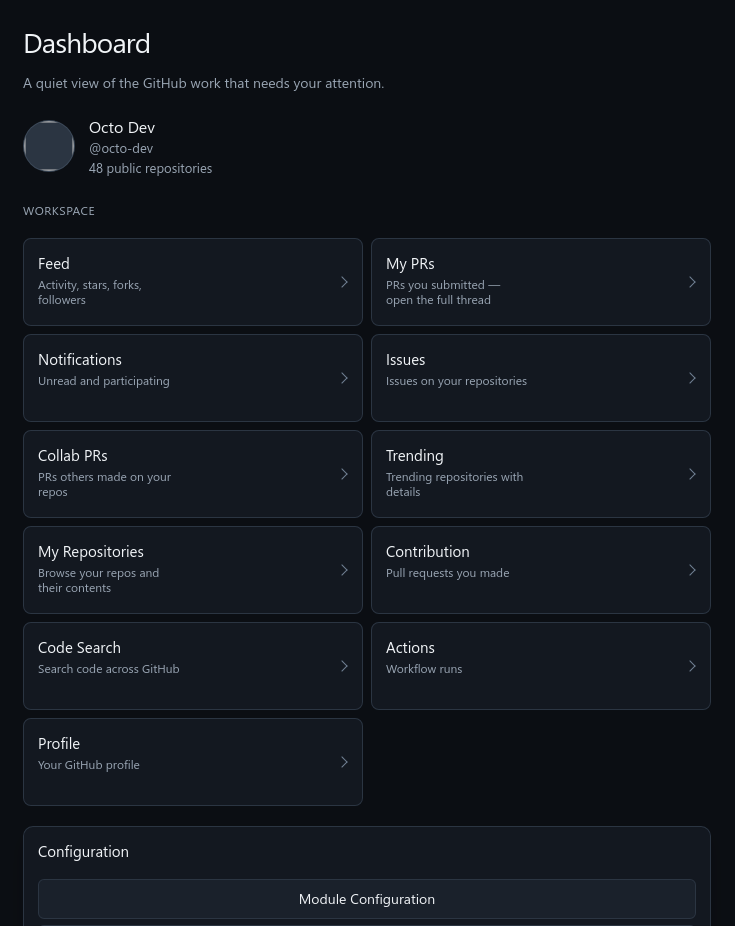 Dashboard
A quiet view of the GitHub work that needs your attention.
Octo Dev
@octo-dev
48 public repositories
WORKSPACE
Feed
Activity, stars, forks,
followers
My PRs
PRs you submitted —
open the full thread
Notifications
Unread and participating
Issues
Issues on your repositories
Collab PRs
PRs others made on your
repos
Trending
Trending repositories with
details
My Repositories
Browse your repos and
their contents
Contribution
Pull requests you made
Code Search
Search code across GitHub
Actions
Workflow runs
Profile
Your GitHub profile
Configuration
Module Configuration